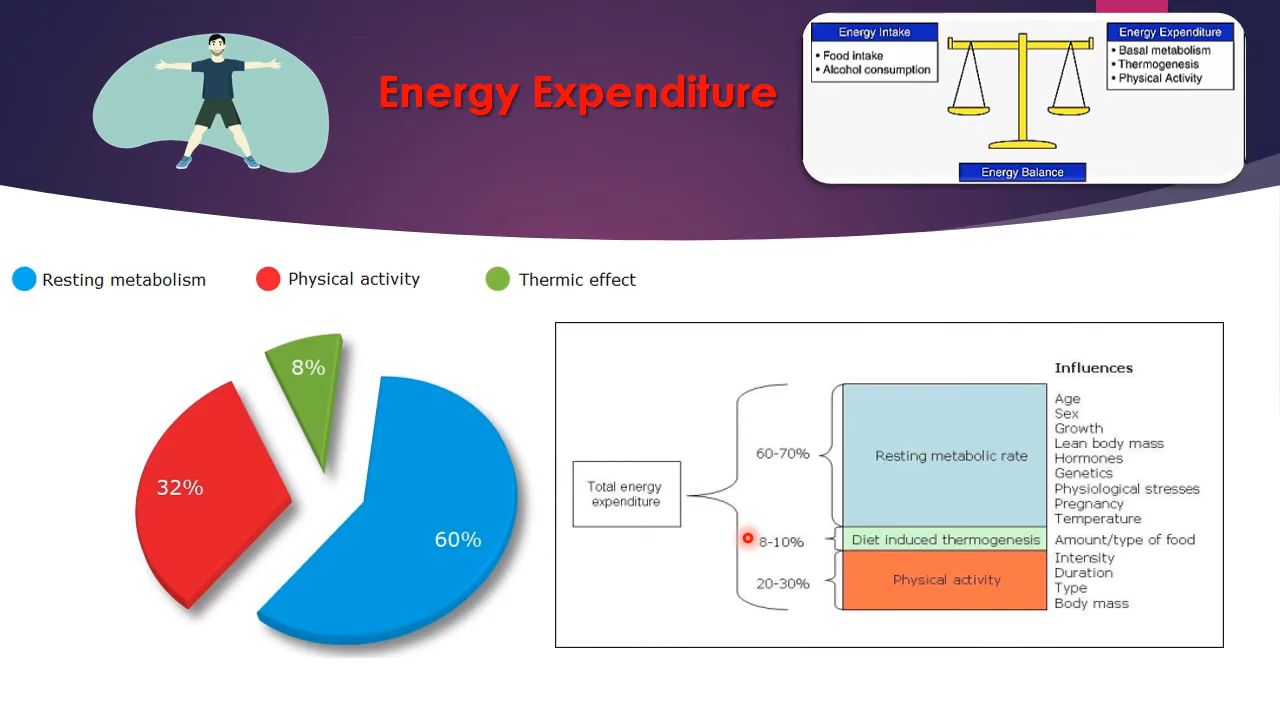 Energy Expenditure
Energy Intake
• Food intake
• Alcohol consumption
Energy Expenditure
• Basal metabolism
• Thermogenesis
• Physical Activity
Energy Balance
Resting metabolism
Physical activity
Thermic effect
8%
32%
60%
Influences
Total energy
expenditure
60-70%
Resting metabolic rate
Age
Sex
Growth
Lean body mass
Hormones
Genetics
Physiological stresses
Pregnancy
Temperature
8-10%
Diet induced thermogenesis
Amount/type of food
20-30%
Physical activity
Intensity
Duration
Type
Body mass